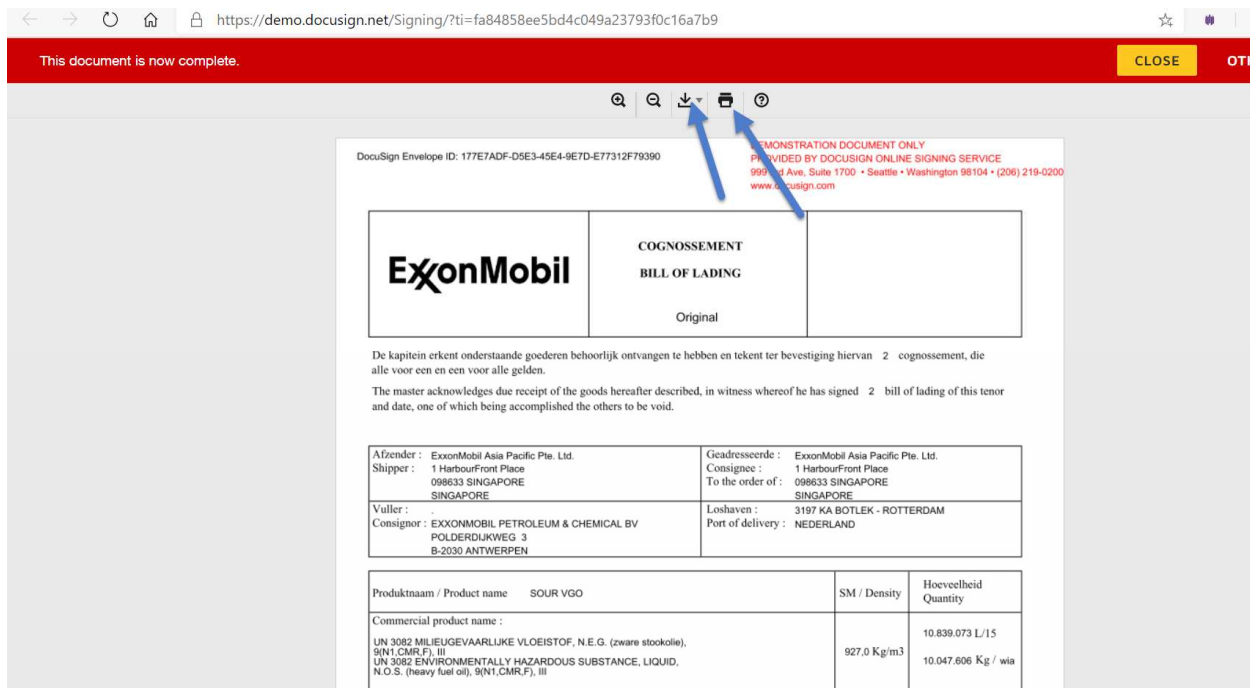 https://demo.docusign.net/Signing/?ti=fa84858ee5bd4c049a23793f0c16a7b9
This document is now complete.
CLOSE
DocuSign Envelope ID: 177E7ADF-D5E3-45E4-9E7D-E77312F79390
DEMONSTRATION DOCUMENT ONLY
PROVIDED BY DOCUSIGN ONLINE SIGNING SERVICE
999 Ave, Suite 1700 • Seattle • Washington 98104 • (206) 219-0200
www.docusign.com
ExxonMobil
COGNOSSEMENT
BILL OF LADING
Original
De kapitein erkent onderstaande goederen behoorlijk ontvangen te hebben en tekent ter bevestiging hiervan 2 cognossement, die
alle voor een en een voor alle gelden.
The master acknowledges due receipt of the goods hereafter described, in witness whereof he has signed 2 bill of lading of this tenor
and date, one of which being accomplished the others to be void.
Afzender :
Shipper :
ExxonMobil Asia Pacific Pte. Ltd.
1 HarbourFront Place
098633 SINGAPORE
SINGAPORE
Geadresseerde :
Consignee :
To the order of :
ExxonMobil Asia Pacific Pte. Ltd.
1 HarbourFront Place
098633 SINGAPORE
SINGAPORE
Vuller : .
Consignor : EXXONMOBIL PETROLEUM & CHEMICAL BV
POLDERDIJKWEG 3
B-2030 ANTWERPEN
Loshaven : 3197 KA BOTLEK - ROTTERDAM
Port of delivery : NEDERLAND
Produktnaam / Product name SOUR VGO
SM / Density
Hoeveelheid
Quantity
Commercial product name :
UN 3082 MILIEUGEVAARLIJKE VLOEISTOF, N.E.G. (zware stookolie),
9(N1,CMR,F), III
UN 3082 ENVIRONMENTALLY HAZARDOUS SUBSTANCE, LIQUID,
N.O.S. (heavy fuel oil), 9(N1,CMR,F), III
927,0 Kg/m3
10.839.073 L/15
10.047.606 Kg / wia